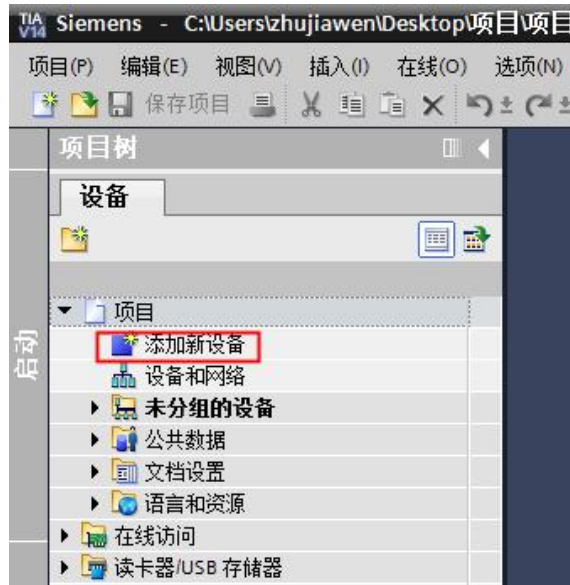 TIA V14 Siemens - C:\Users\zhujiawen\Desktop\项目\项目
项目(P) 编辑(E) 视图(V) 插入(I) 在线(O) 选项(N)
保存项目
项目树
设备
项目
添加新设备
设备和网络
未分组的设备
公共数据
文档设置
语言和资源
在线访问
读卡器/USB 存储器
启动